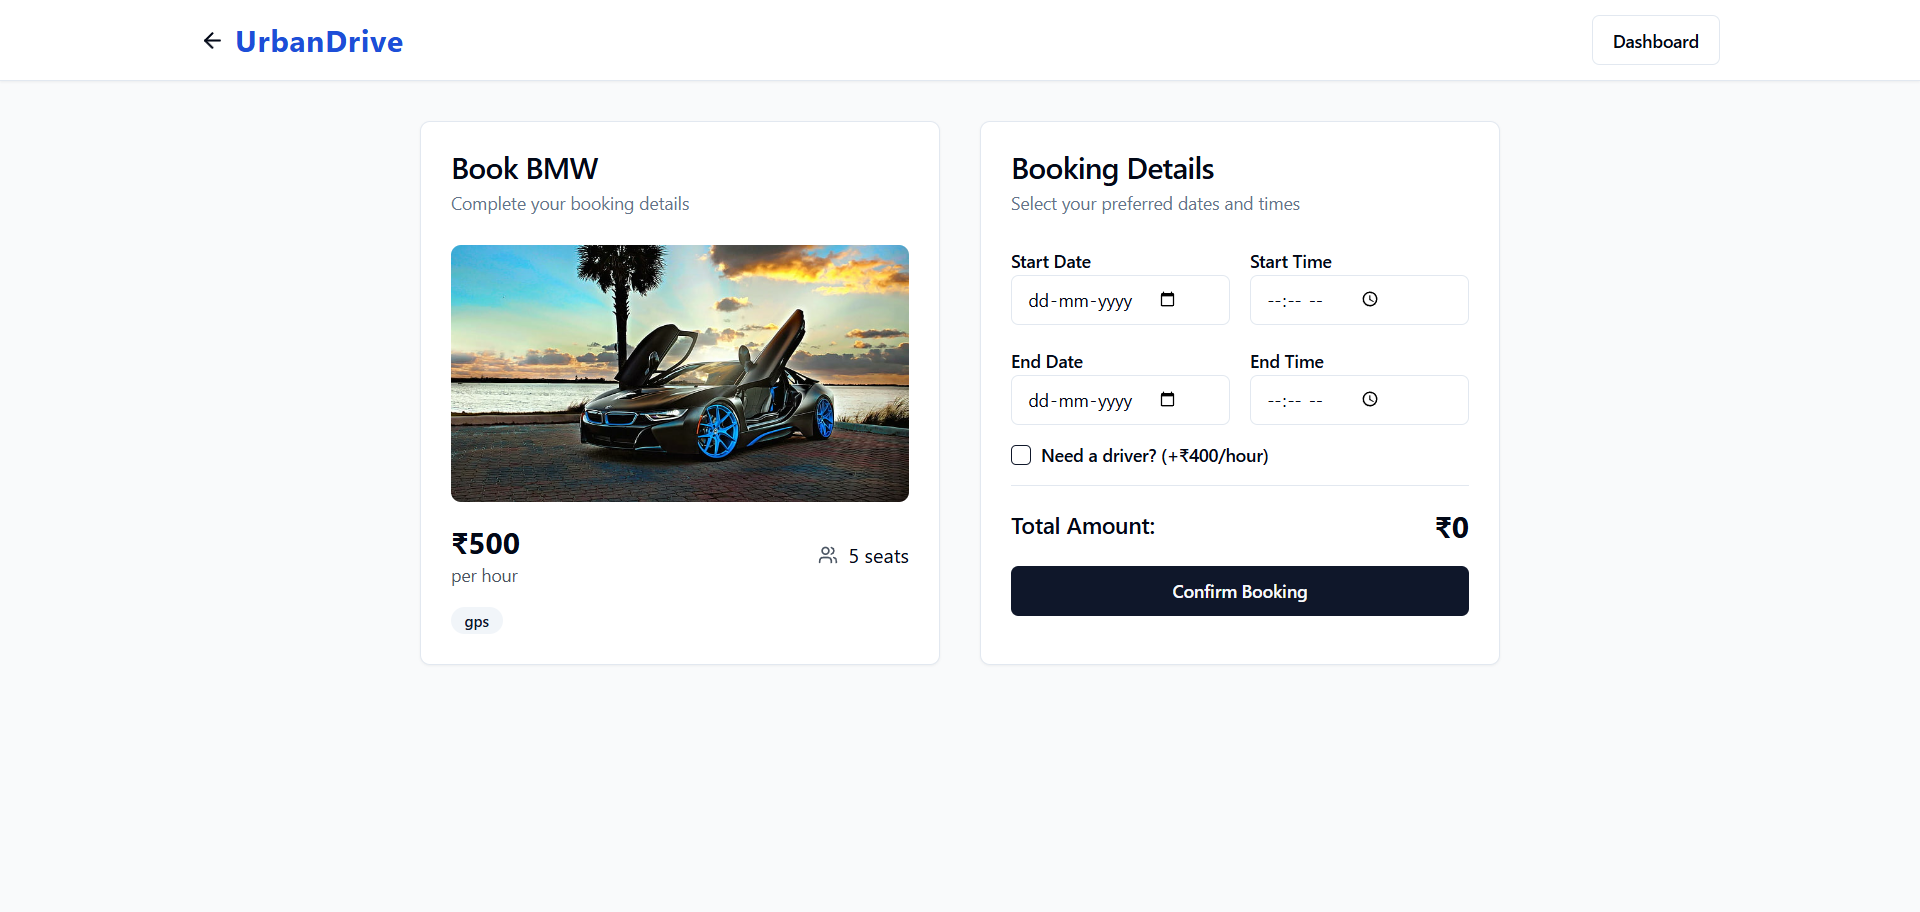 UrbanDrive
Dashboard
Book BMW
Complete your booking details
₹500
per hour
5 seats
gps
Booking Details
Select your preferred dates and times
Start Date
Start Time
dd-mm-yyyy
--:-- --
End Date
End Time
dd-mm-yyyy
--:-- --
Need a driver? (+₹400/hour)
Total Amount:
₹0
Confirm Booking